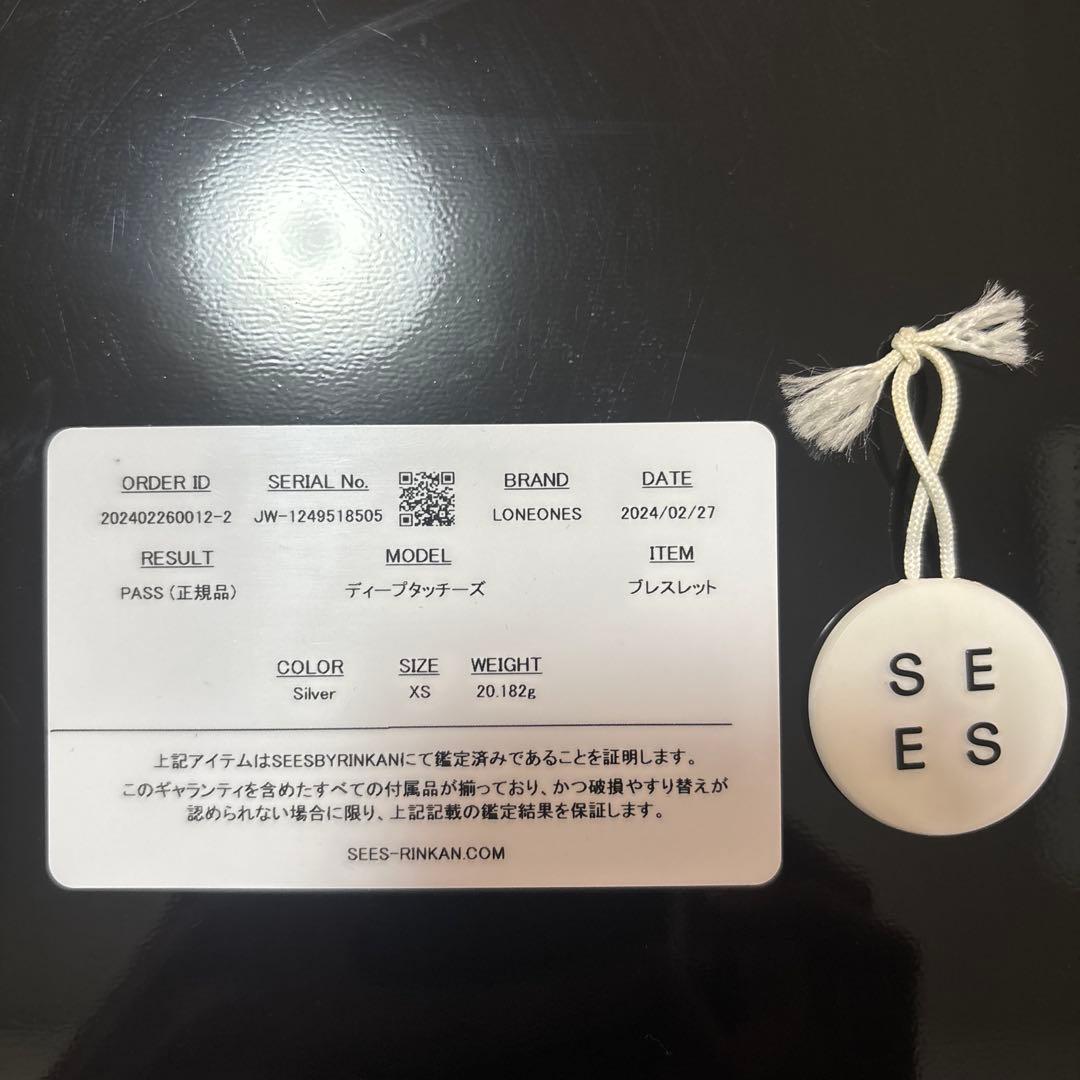 ORDER ID SERIAL No. BRAND DATE
202402260012-2 JW-1249518505 LONEONES 2024/02/27
RESULT MODEL ITEM
PASS (正規品) ディープタッチーズ ブレスレット
COLOR SIZE WEIGHT
Silver XS 20.182g
上記アイテムはSEESBYRINKANにて鑑定済みであることを証明します。
このギャランティを含めたすべての付属品が揃っており、かつ破損やすり替えが
認められない場合に限り、上記記載の鑑定結果を保証します。
SEES-RINKAN.COM
S E
E S